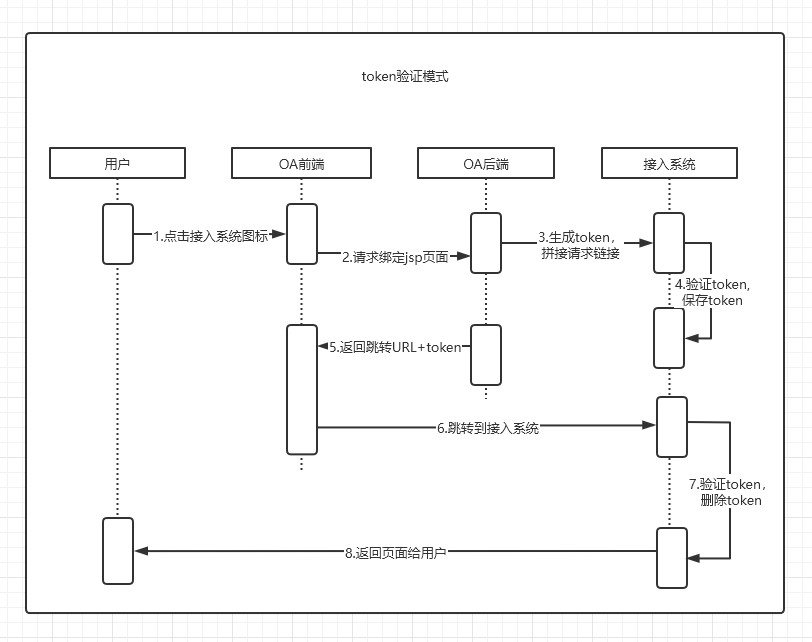 token验证模式
用户
OA前端
OA后端
接入系统
1.点击接入系统图标
2.请求绑定jsp页面
3.生成token，
拼接请求链接
4.验证token,
保存token
5.返回跳转URL+token
6.跳转到接入系统
7.验证token，
删除token
8.返回页面给用户